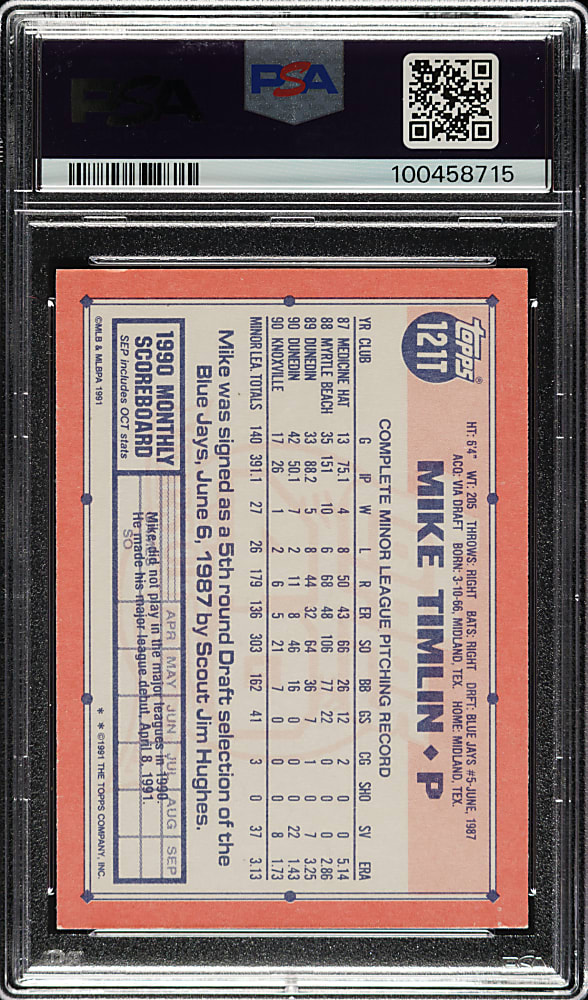 PSA
PSA
100458715
Topps®
121T
HT: 6'4" WT: 205 THROWS: RIGHT BATS: RIGHT DRFT: BLUE JAYS #5-JUNE, 1987
ACQ: VIA DRAFT BORN: 3-10-66, MIDLAND, TEX. HOME: MIDLAND, TEX.
MIKE TIMLIN ◆ P
COMPLETE MINOR LEAGUE PITCHING RECORD
YR CLUB G IP W L R ER SO BB GS CG SHO SV ERA
87 MEDICINE HAT 13 75.1 4 8 50 43 66 26 12 2 0 0 5.14
88 MYRTLE BEACH 35 151 10 6 68 48 106 77 22 0 0 0 2.86
89 DUNEDIN 33 88.2 5 8 44 32 64 36 7 1 0 7 3.25
90 DUNEDIN 42 50.1 7 2 11 8 46 16 0 0 0 22 1.43
90 KNOXVILLE 17 26 1 2 6 5 21 7 0 0 0 8 1.73
MINOR LEA. TOTALS 140 391.1 27 26 179 136 303 162 41 3 0 37 3.13
Mike was signed as a 5th round Draft selection of the
Blue Jays, June 6, 1987 by Scout Jim Hughes.
1990 MONTHLY
SCOREBOARD
SEP includes OCT stats
APR MAY JUN JUL AUG SEP
Mike did not play in the major leagues in 1990.
He made his major league debut, April 8, 1991.
SO
©MLB & MLBPA 1991
* * ©1991 THE TOPPS COMPANY, INC.
PSA